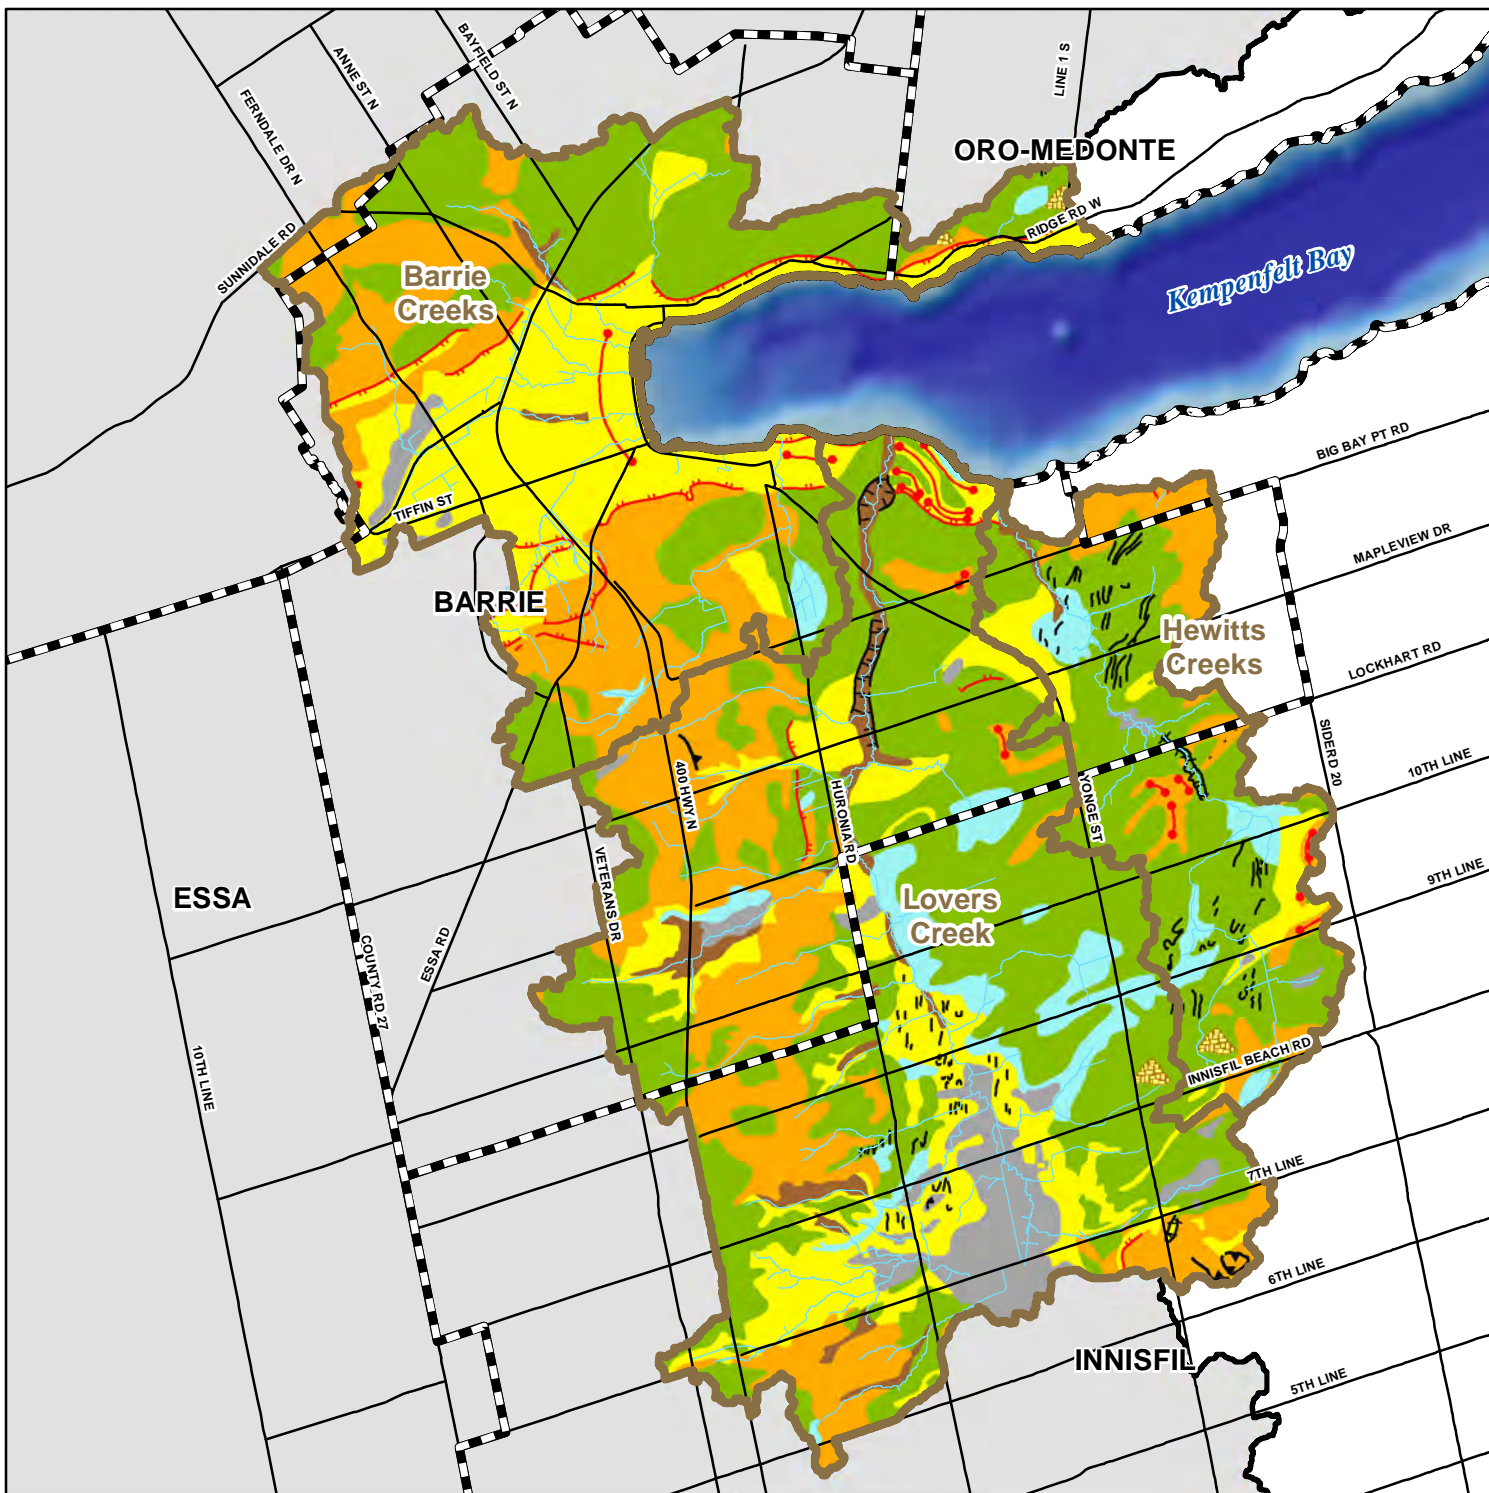 BAYFIELD ST N
ANNE ST N
FERNDALE DR N
LINE 1 S
ORO-MEDONTE
RIDGE RD W
SUNNIDALE RD
Barrie
Creeks
Kempenfelt Bay
BIG BAY PT RD
TIFFIN ST
MAPLEVIEW DR
BARRIE
Hewitts
Creeks
LOCKHART RD
SIDERD 20
10TH LINE
400 HWY N
HURONIA RD
YONGE ST
VETERANS DR
9TH LINE
ESSA
Lovers
Creek
ESSA RD
COUNTY RD 27
10TH LINE
INNISFIL BEACH RD
7TH LINE
6TH LINE
INNISFIL
5TH LINE